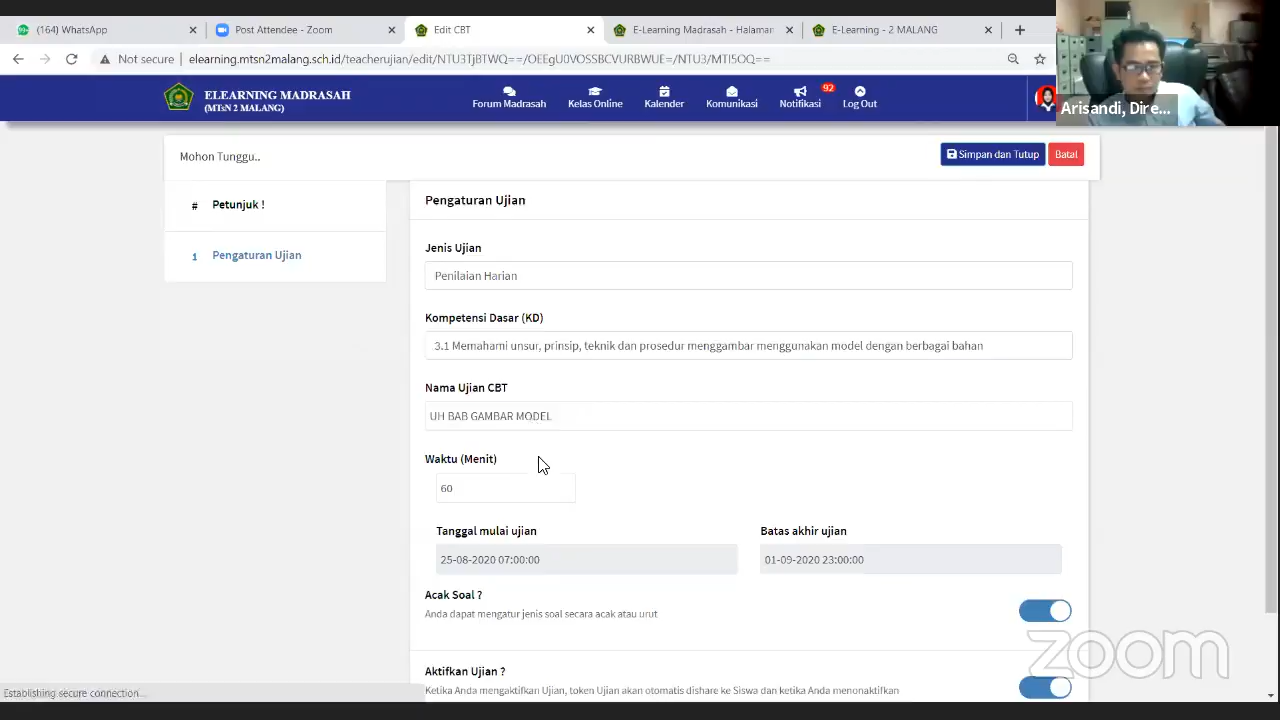 (164) WhatsApp
Post Attendee - Zoom
Edit CBT
E-Learning Madrasah - Halaman
E-Learning - 2 MALANG
Not secure
elearning.mtsn2malang.sch.id/teacher/ujian/edit/
ELEARNING MADRASAH
(MTsN 2 MALANG)
Forum Madrasah
Kelas Online
Kalender
Komunikasi
Notifikasi
92
Log Out
Arisandi, Dire...
Mohon Tunggu..
Simpan dan Tutup
Batal
# Petunjuk !
1 Pengaturan Ujian
Pengaturan Ujian
Jenis Ujian
Penilaian Harian
Kompetensi Dasar (KD)
3.1 Memahami unsur, prinsip, teknik dan prosedur menggambar menggunakan model dengan berbagai bahan
Nama Ujian CBT
UH BAB GAMBAR MODEL
Waktu (Menit)
60
Tanggal mulai ujian
Batas akhir ujian
25-08-2020 07:00:00
01-09-2020 23:00:00
Acak Soal ?
Anda dapat mengatur jenis soal secara acak atau urut
Aktifkan Ujian ?
Ketika Anda mengaktifkan Ujian, token Ujian akan otomatis dishare ke Siswa dan ketika Anda menonaktifkan
Establishing secure connection...
zoom